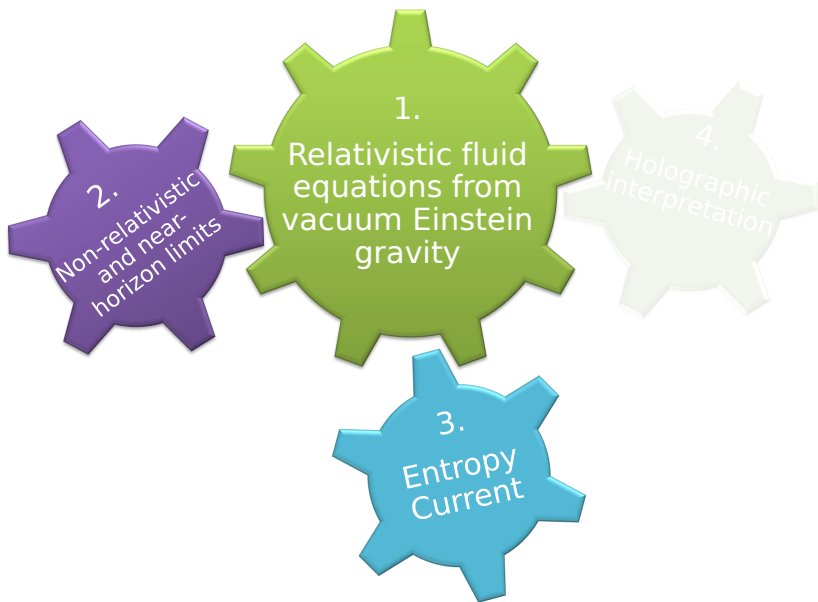 1.
Relativistic fluid
equations from
vacuum Einstein
gravity
2.
Non-relativistic
and near-
horizon limits
3.
Entropy
Current
4.
Holographic
interpretation